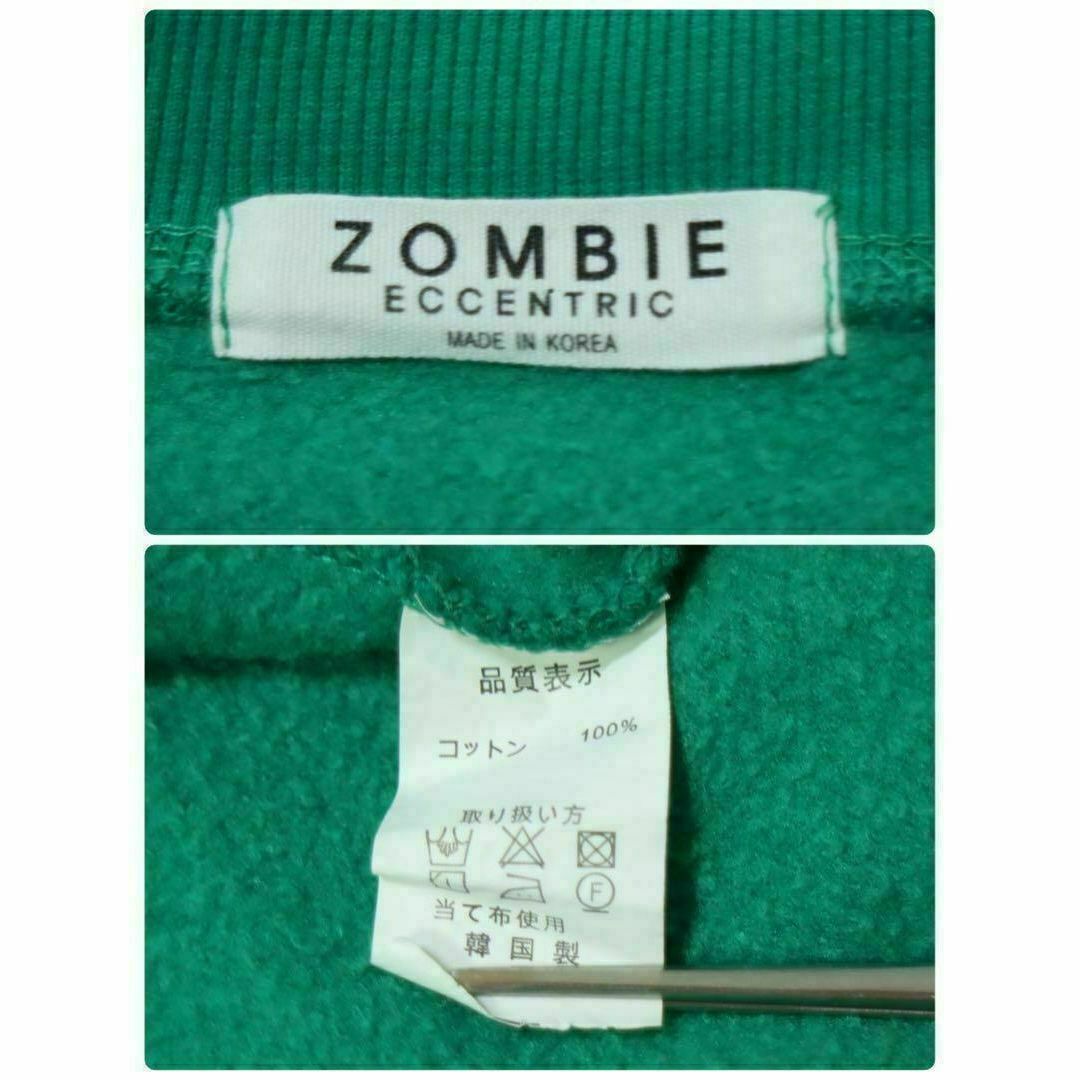 ZOMBIE
ECCENTRIC
MADE IN KOREA
品質表示
コットン 100%
取り扱い方
F
当て布使用
韓国製